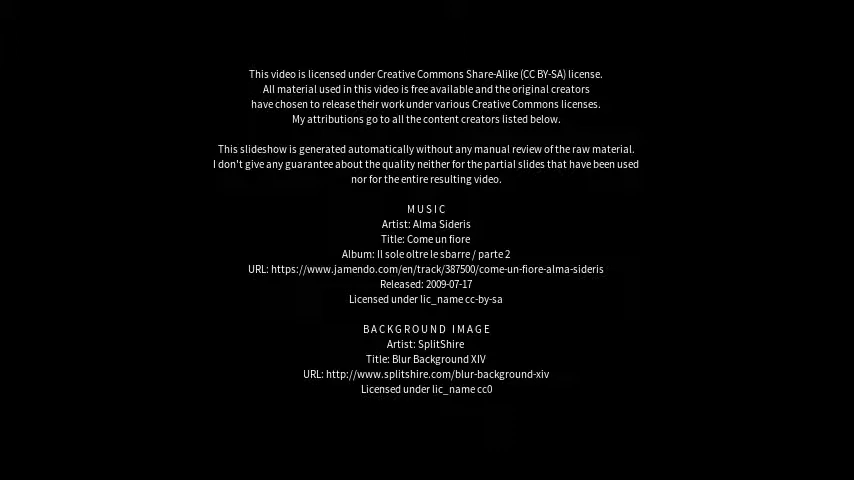 This video is licensed under Creative Commons Share-Alike (CC BY-SA) license.
All material used in this video is free available and the original creators
have chosen to release their work under various Creative Commons licenses.
My attributions go to all the content creators listed below.
This slideshow is generated automatically without any manual review of the raw material.
I don't give any guarantee about the quality neither for the partial slides that have been used
nor for the entire resulting video.
MUSIC
Artist: Alma Sideris
Title: Come un fiore
Album: Il sole oltre le sbarre / parte 2
URL: https://www.jamendo.com/en/track/387500/come-un-fiore-alma-sideris
Released: 2009-07-17
Licensed under lic_name cc-by-sa
BACKGROUND IMAGE
Artist: SplitShire
Title: Blur Background XIV
URL: http://www.splitshire.com/blur-background-xiv
Licensed under lic_name cc0